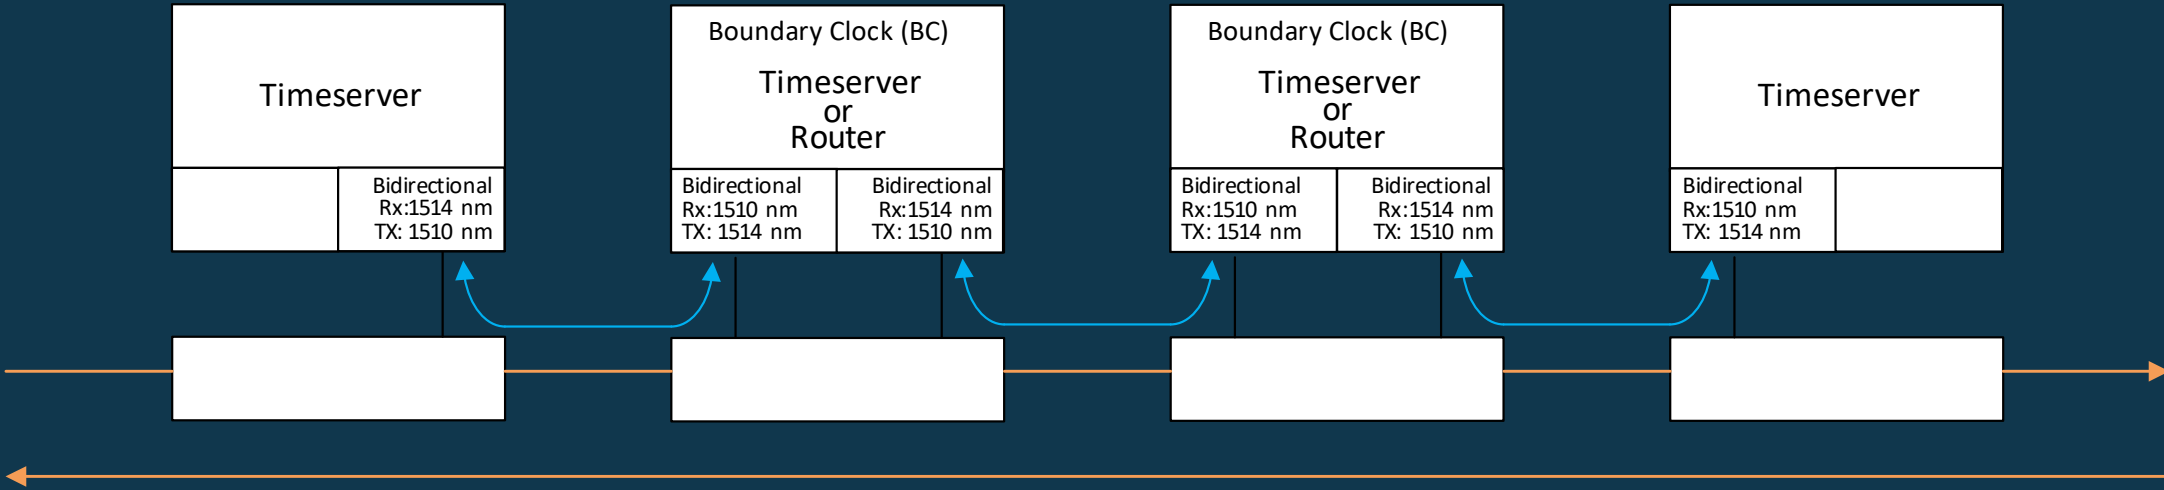 Timeserver
Bidirectional
Rx:1514 nm
TX: 1510 nm
Boundary Clock (BC)
Timeserver
or
Router
Bidirectional
Rx:1510 nm
TX: 1514 nm
Bidirectional
Rx:1514 nm
TX: 1510 nm
Boundary Clock (BC)
Timeserver
or
Router
Bidirectional
Rx:1510 nm
TX: 1514 nm
Bidirectional
Rx:1514 nm
TX: 1510 nm
Timeserver
Bidirectional
Rx:1510 nm
TX: 1514 nm